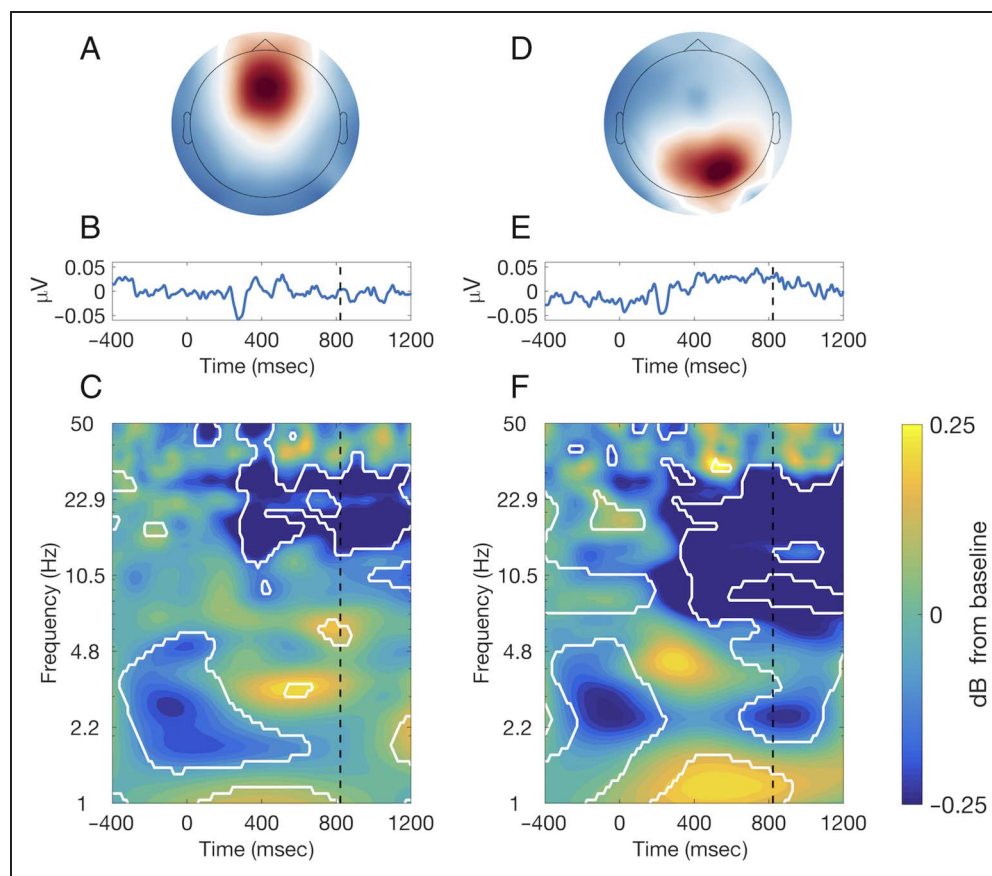 A
D
B
0.05
0
−0.05
µV
−400 0 400 800 1200
Time (msec)
E
0.05
0
−0.05
µV
−400 0 400 800 1200
Time (msec)
C
50
22.9
10.5
4.8
2.2
1
Frequency (Hz)
−400 0 400 800 1200
Time (msec)
F
50
22.9
10.5
4.8
2.2
1
Frequency (Hz)
−400 0 400 800 1200
Time (msec)
0.25
0
−0.25
dB from baseline